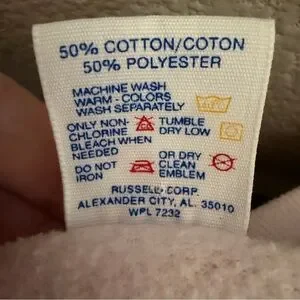 50% COTTON/COTON
50% POLYESTER
MACHINE WASH
WARM - COLORS
WASH SEPARATELY
ONLY NON-
CHLORINE
BLEACH WHEN
NEEDED
TUMBLE
DRY LOW
DO NOT
IRON
OR DRY
CLEAN
EMBLEM
RUSSELL CORP.
ALEXANDER CITY, AL. 35010
WPL 7232